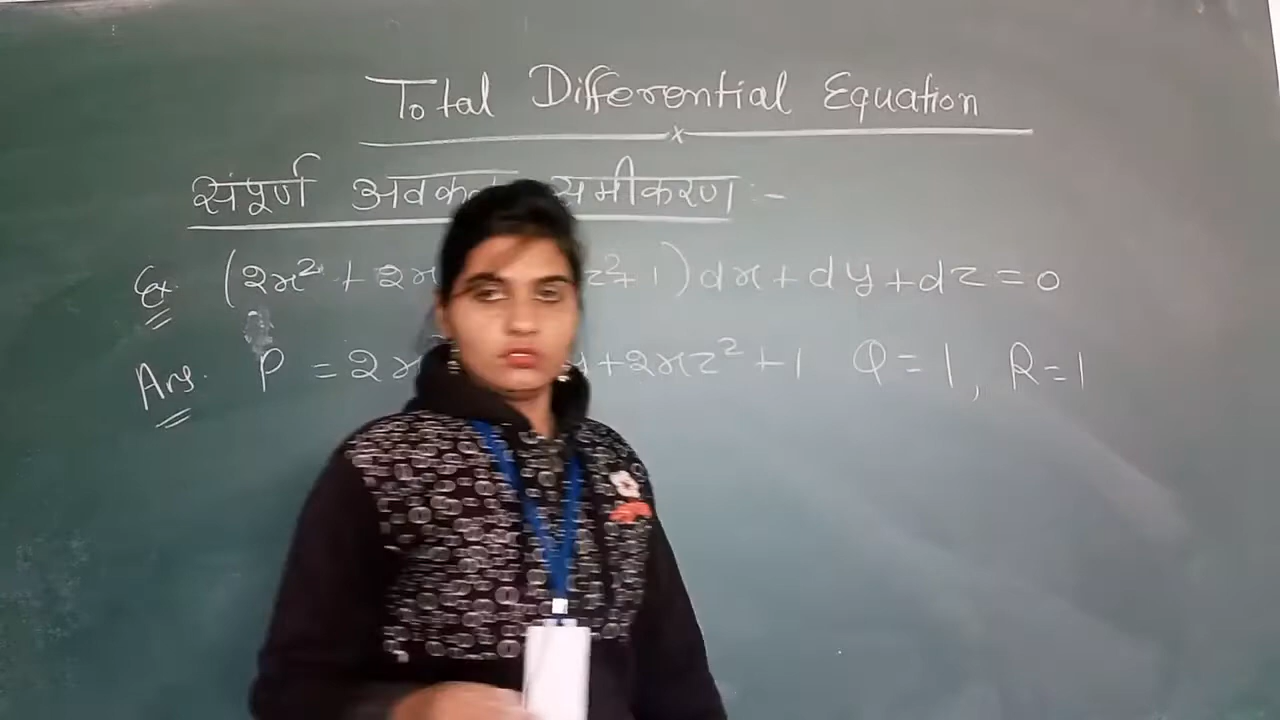 Total Differential Equation
x
संपूर्ण अवकल समीकरण :-
Ex. (2x² + 2x z²+1)dx+dy+dz=0
Ans. P = 2x y+2xz²+1 Q=1, R=1